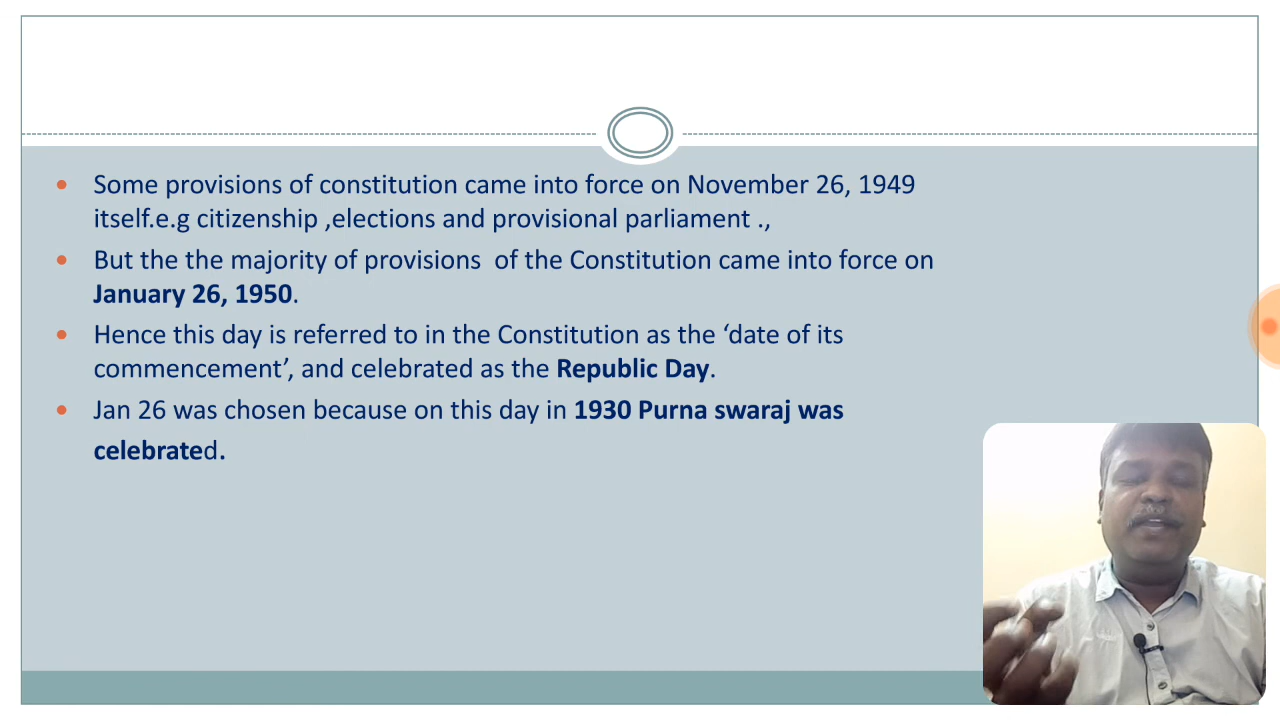 Some provisions of constitution came into force on November 26, 1949
itself.e.g citizenship ,elections and provisional parliament .,
But the the majority of provisions  of the Constitution came into force on
January 26, 1950.
Hence this day is referred to in the Constitution as the ‘date of its
commencement’, and celebrated as the Republic Day.
Jan 26 was chosen because on this day in 1930 Purna swaraj was
celebrated.